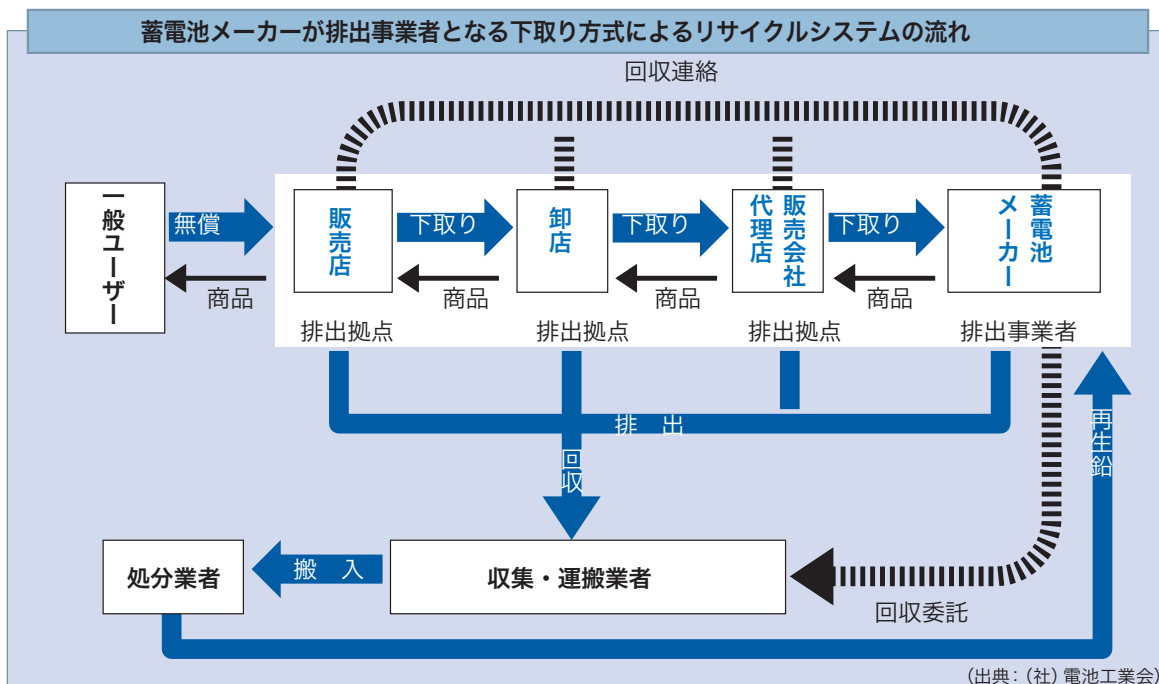 蓄電池メーカーが排出事業者となる下取り方式によるリサイクルシステムの流れ
回収連絡
一般ユーザー
無償
商品
販売店
下取り
商品
卸店
下取り
商品
販売会社
代理店
下取り
商品
蓄電池
メーカー
排出拠点
排出拠点
排出拠点
排出事業者
排 出
回収
再生鉛
処分業者
搬 入
収集・運搬業者
回収委託
(出典:(社)電池工業会)